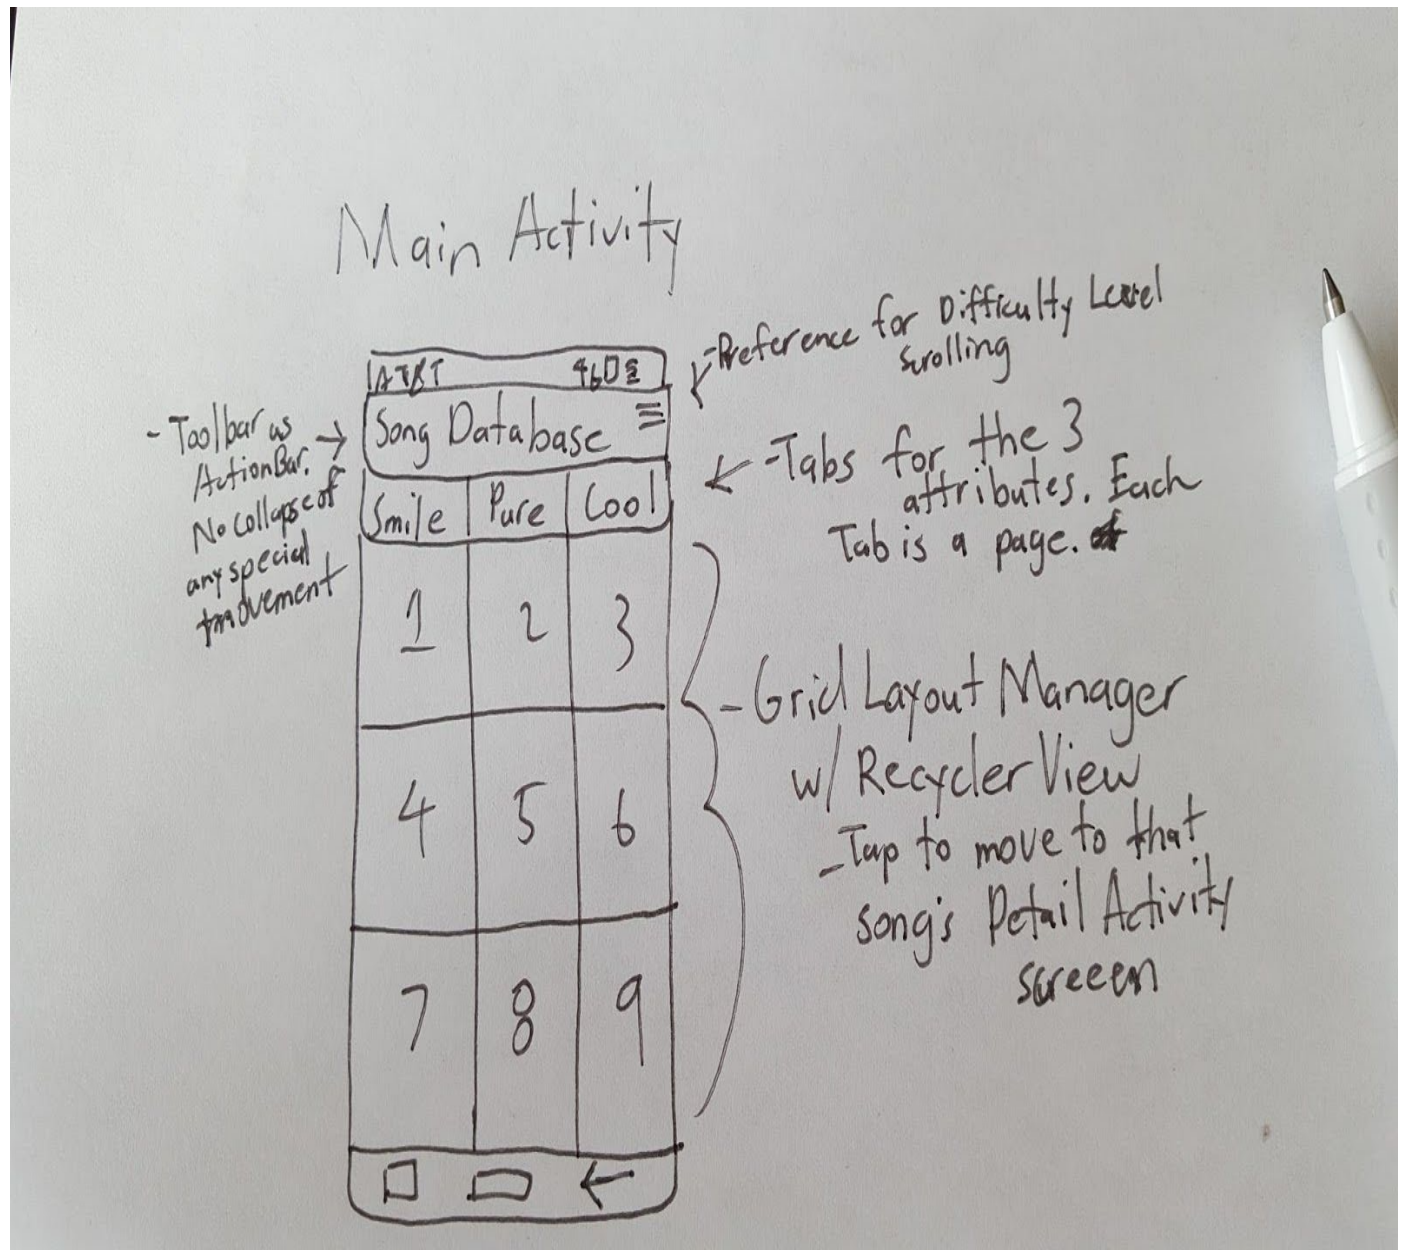 Main Activity
-Preference for Difficulty Level
Scrolling
AT&T
Song Database
- Toolbar as
ActionBar.
No collapse of
any special
movement
-Tabs for the 3
attributes. Each
Tab is a page.
Smile Pure Cool
1 2 3
4 5 6
7 8 9
-Grid Layout Manager
w/ RecyclerView
-Tap to move to that
song's Detail Activity
screeen